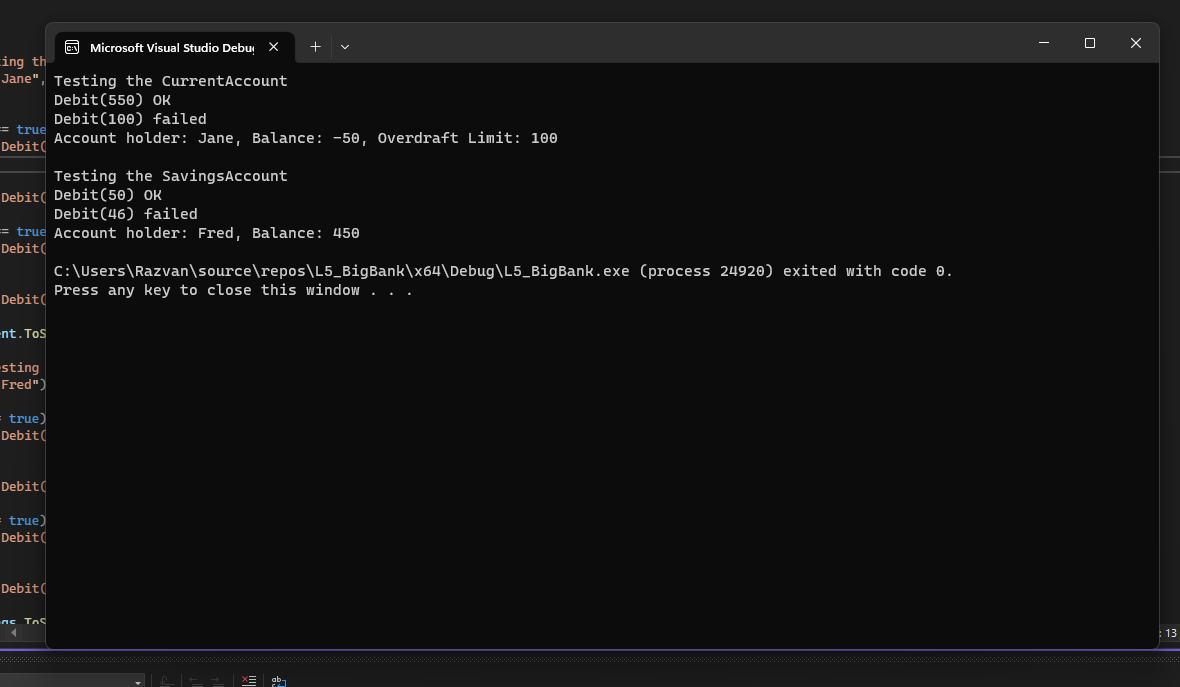 Microsoft Visual Studio Debu
Testing the CurrentAccount
Debit(550) OK
Debit(100) failed
Account holder: Jane, Balance: -50, Overdraft Limit: 100
Testing the SavingsAccount
Debit(50) OK
Debit(46) failed
Account holder: Fred, Balance: 450
C:\Users\Razvan\source\repos\L5_BigBank\x64\Debug\L5_BigBank.exe (process 24920) exited with code 0.
Press any key to close this window . . .
ing th
Jane",
== true
Debit(
Debit(
== true
Debit(
Debit(
nt.ToS
esting
Fred")
= true)
Debit(
Debit(
= true)
Debit(
Debit(
gs.ToS
: 13